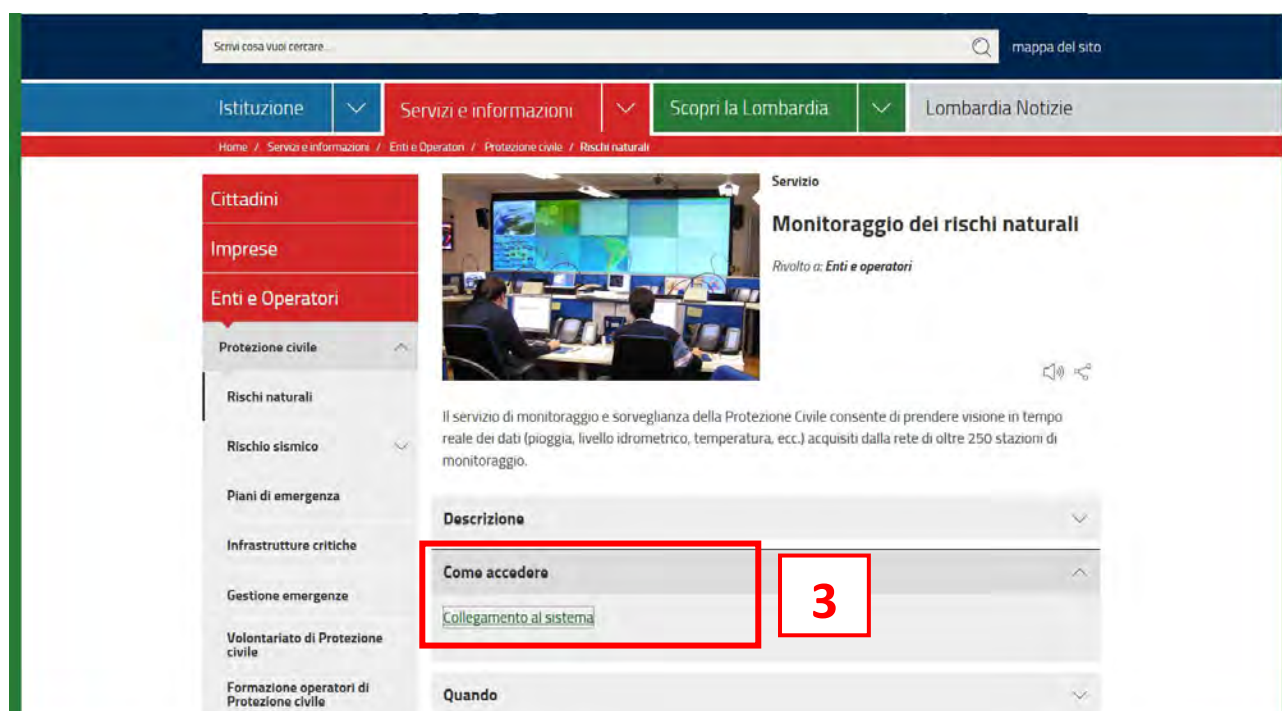 Scrivi cosa vuoi cercare...
mappa del sito
Istituzione
Servizi e informazioni
Scopri la Lombardia
Lombardia Notizie
Home / Servizi e informazioni / Enti e Operatori / Protezione civile / Rischi naturali
Cittadini
Imprese
Enti e Operatori
Protezione civile
Rischi naturali
Rischio sismico
Piani di emergenza
Infrastrutture critiche
Gestione emergenze
Volontariato di Protezione
civile
Formazione operatori di
Protezione civile
Servizio
Monitoraggio dei rischi naturali
Rivolto a: Enti e operatori
Il servizio di monitoraggio e sorveglianza della Protezione Civile consente di prendere visione in tempo
reale dei dati (pioggia, livello idrometrico, temperatura, ecc.) acquisiti dalla rete di oltre 250 stazioni di
monitoraggio.
Descrizione
Come accedere
Collegamento al sistema
3
Quando